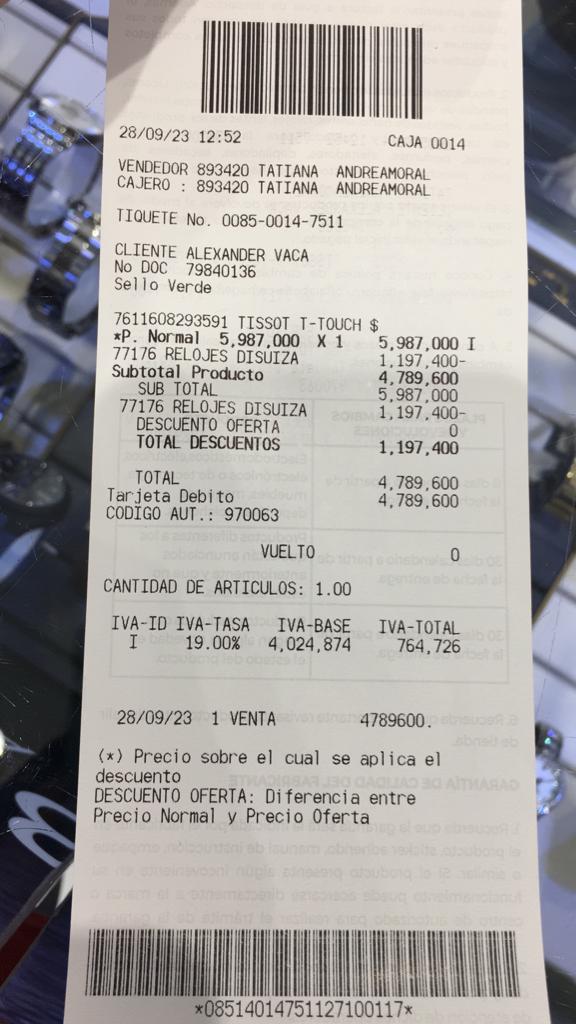 28/09/23 12:52 CAJA 0014
VENDEDOR 893420 TATIANA ANDREAMORAL
CAJERO : 893420 TATIANA ANDREAMORAL
TIQUETE No. 0085-0014-7511
CLIENTE ALEXANDER VACA
No DOC 79840136
Sello Verde
7611608293591 TISSOT T-TOUCH $
*P. Normal 5,987,000 X 1 5,987,000 I
77176 RELOJES DISUIZA 1,197,400-
Subtotal Producto 4,789,600
SUB TOTAL 5,987,000
77176 RELOJES DISUIZA 1,197,400-
DESCUENTO OFERTA 0
TOTAL DESCUENTOS 1,197,400
TOTAL 4,789,600
Tarjeta Debito 4,789,600
CODIGO AUT.: 970063
VUELTO 0
CANTIDAD DE ARTICULOS: 1.00
IVA-ID IVA-TASA IVA-BASE IVA-TOTAL
I 19.00% 4,024,874 764,726
28/09/23 1 VENTA 4789600.
(*) Precio sobre el cual se aplica el
descuento
DESCUENTO OFERTA: Diferencia entre
Precio Normal y Precio Oferta
*08514014751127100117*